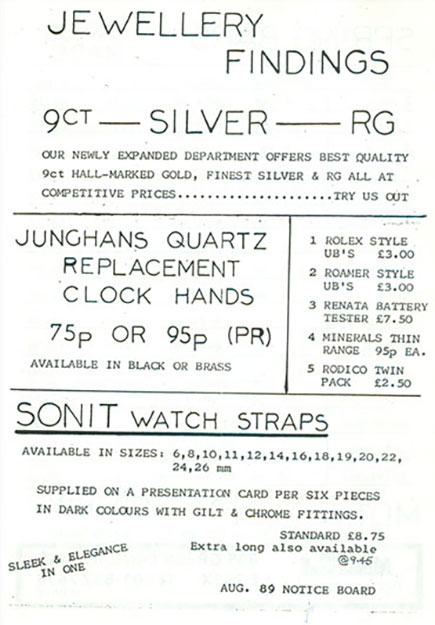 JEWELLERY
FINDINGS
9CT — SILVER — RG
OUR NEWLY EXPANDED DEPARTMENT OFFERS BEST QUALITY
9ct HALL-MARKED GOLD, FINEST SILVER & RG ALL AT
COMPETITIVE PRICES.....................TRY US OUT
JUNGHANS QUARTZ
REPLACEMENT
CLOCK HANDS
75p OR 95p (PR)
AVAILABLE IN BLACK OR BRASS
1 ROLEX STYLE
UB'S £3.00
2 ROAMER STYLE
UB'S £3.00
3 RENATA BATTERY
TESTER £7.50
4 MINERALS THIN
RANGE 95p EA.
5 RODICO TWIN
PACK £2.50
SONIT WATCH STRAPS
AVAILABLE IN SIZES: 6,8,10,11,12,14,16,18,19,20,22,
24,26 mm
SUPPLIED ON A PRESENTATION CARD PER SIX PIECES
IN DARK COLOURS WITH GILT & CHROME FITTINGS.
STANDARD £8.75
Extra long also available
@9-45
SLEEK & ELEGANCE
IN ONE
AUG. 89 NOTICE BOARD